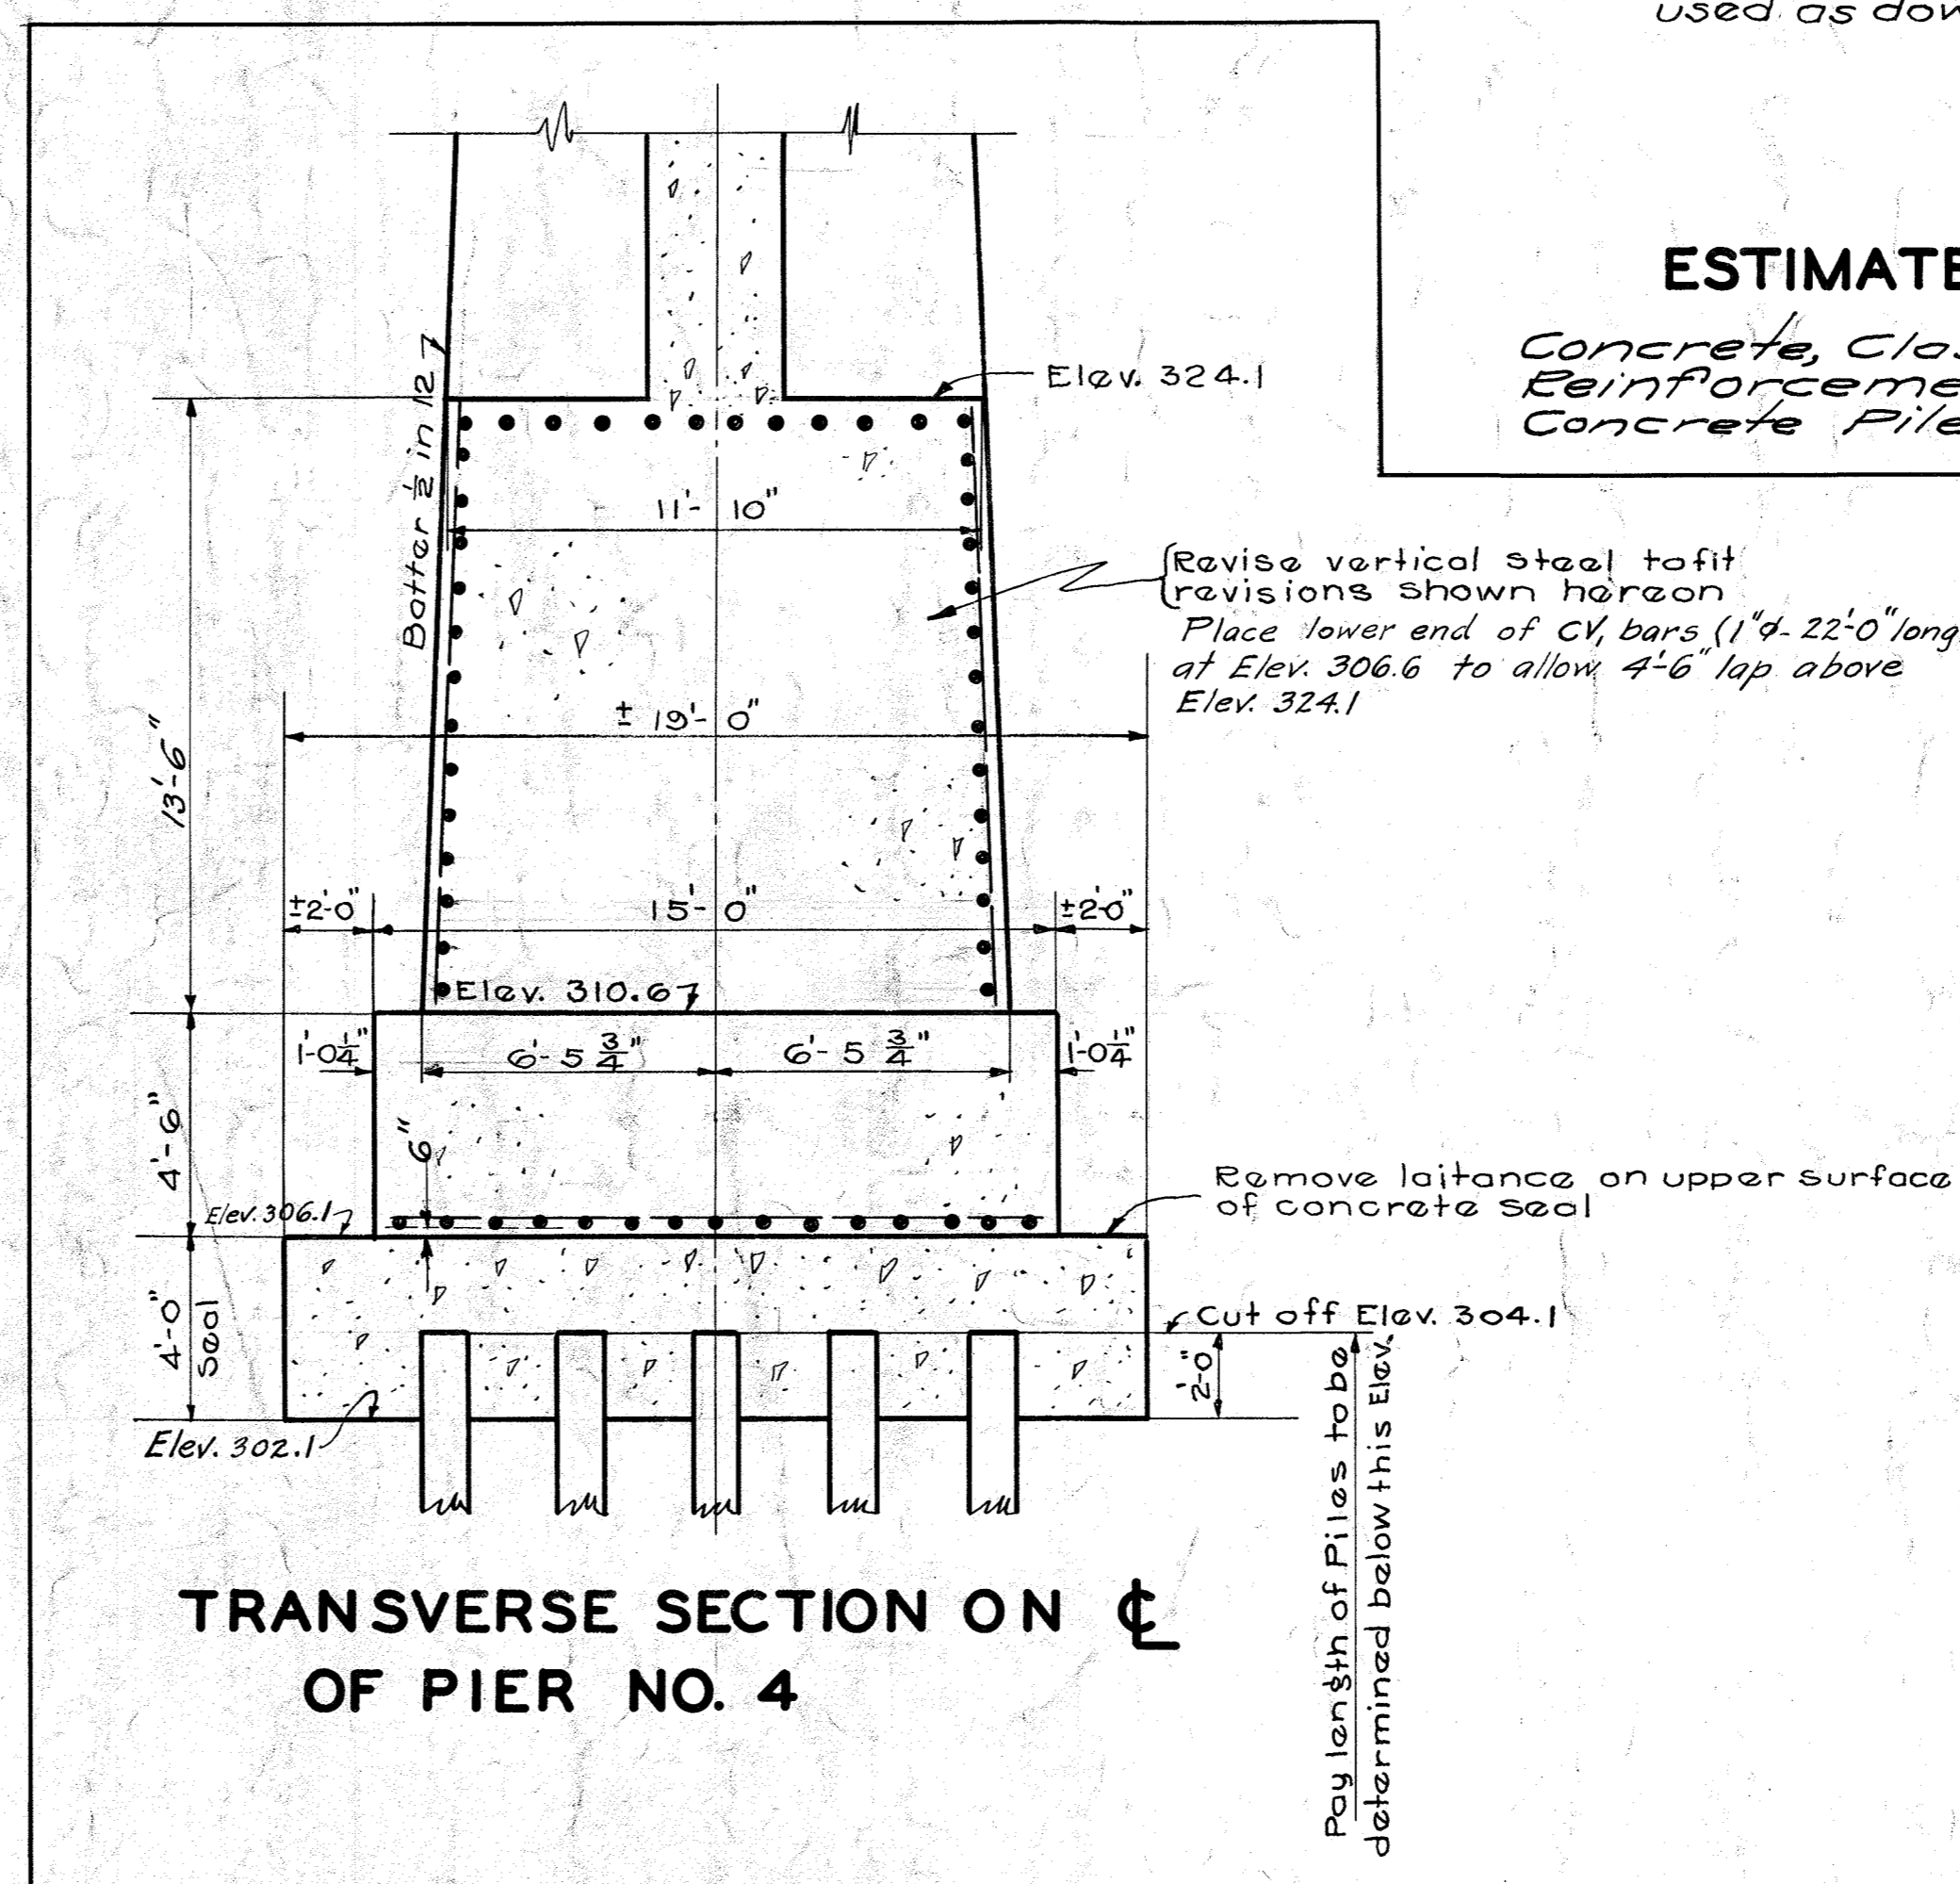 used as dow
ESTIMATE
Concrete, Clas
Reinforceme
Concrete Pile
Elev. 324.1
Batter ½ in 12
11'- 10"
Revise vertical steel to fit
revisions shown hereon
Place lower end of CV, bars (1"φ- 22'-0" long
at Elev. 306.6 to allow 4'-6" lap above
Elev. 324.1
± 19'- 0"
13'-6"
±2'-0"
15'- 0"
±2'-0"
Elev. 310.67
1'-0¼"
6'- 5 ¾"
6'- 5 ¾"
1'-0¼"
4'-6"
6"
Elev. 306.1
Remove laitance on upper surface
of concrete seal
4'-0"
Seal
Cut off Elev. 304.1
2'-0"
Elev. 302.1
Pay length of Piles to be
determined below this Elev.
TRANSVERSE SECTION ON ℄
OF PIER NO. 4